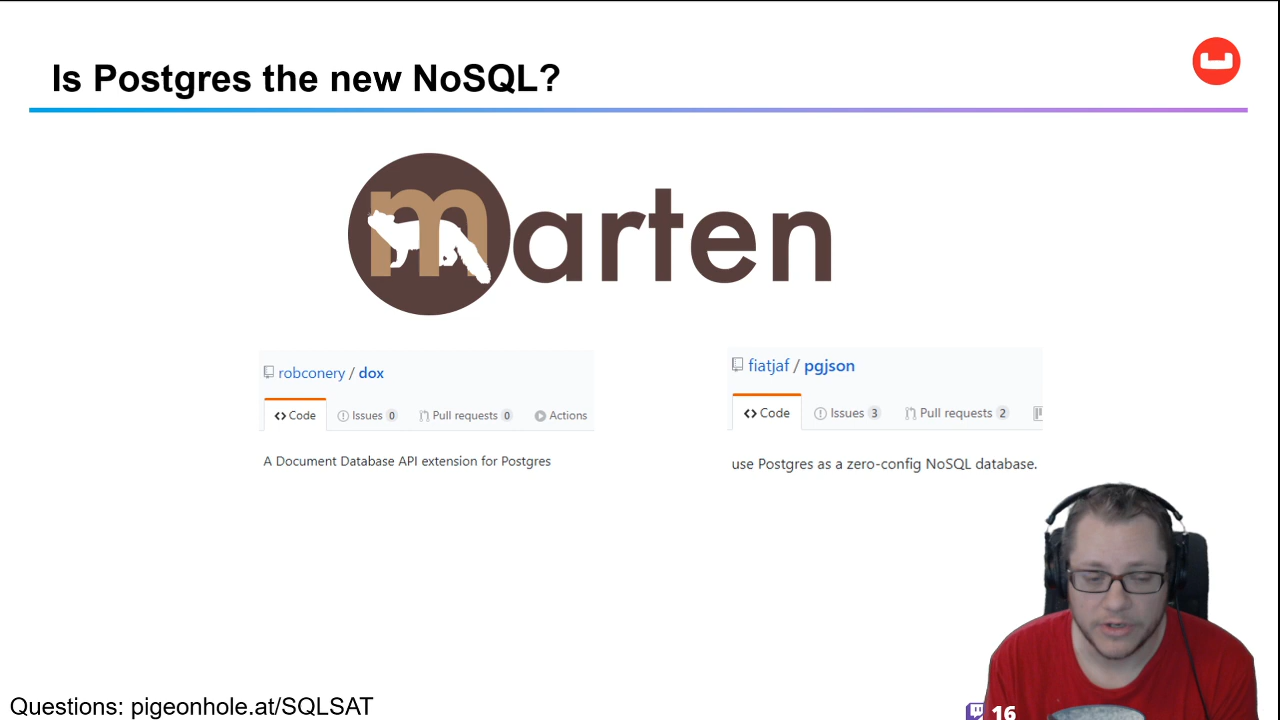 Is Postgres the new NoSQL?
marten
robconery / dox
Code Issues 0 Pull requests 0 Actions
A Document Database API extension for Postgres
fiatjaf / pgjson
Code Issues 3 Pull requests 2
use Postgres as a zero-config NoSQL database.
Questions: pigeonhole.at/SQLSAT
16